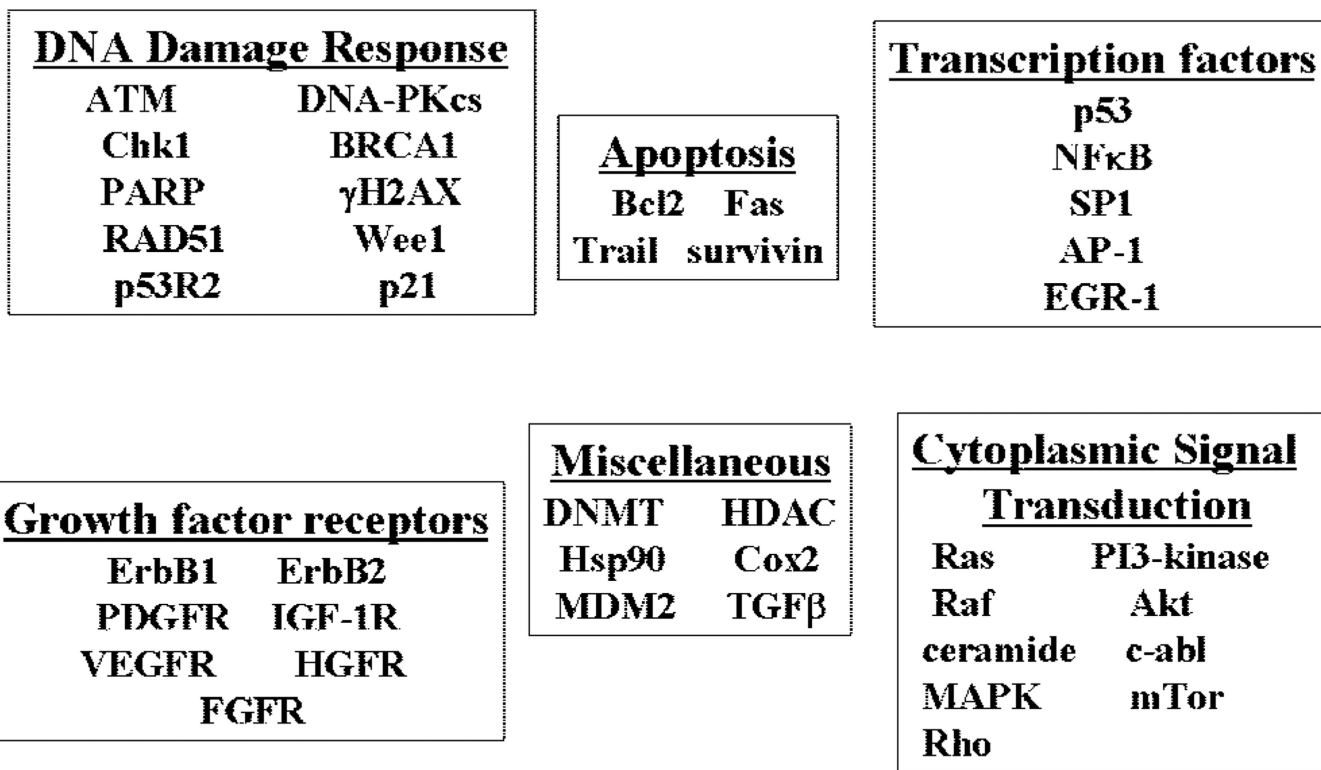 DNA Damage Response
ATM DNA-PKcs
Chk1 BRCA1
PARP γH2AX
RAD51 Wee1
p53R2 p21
Apoptosis
Bcl2 Fas
Trail survivin
Transcription factors
p53
NFκB
SP1
AP-1
EGR-1
Growth factor receptors
ErbB1 ErbB2
PDGFR IGF-1R
VEGFR HGFR
FGFR
Miscellaneous
DNMT HDAC
Hsp90 Cox2
MDM2 TGFβ
Cytoplasmic Signal
Transduction
Ras PI3-kinase
Raf Akt
ceramide c-abl
MAPK mTor
Rho